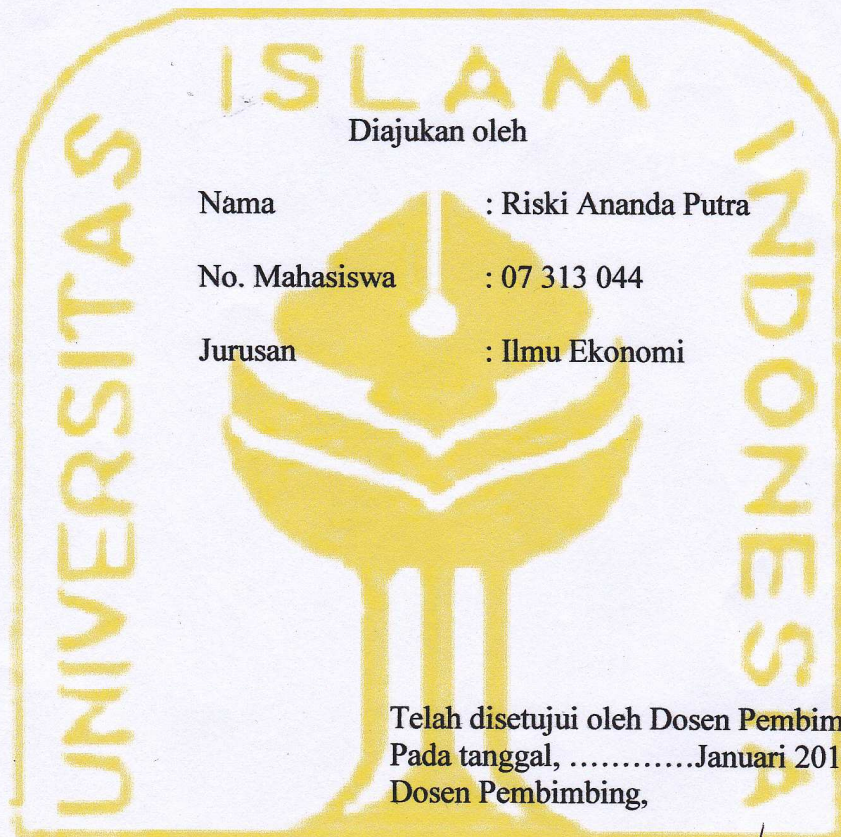 UNIVERSITAS ISLAM INDONESIA
Diajukan oleh
Nama : Riski Ananda Putra
No. Mahasiswa : 07 313 044
Jurusan : Ilmu Ekonomi
Telah disetujui oleh Dosen Pembim
Pada tanggal, ............Januari 201
Dosen Pembimbing,